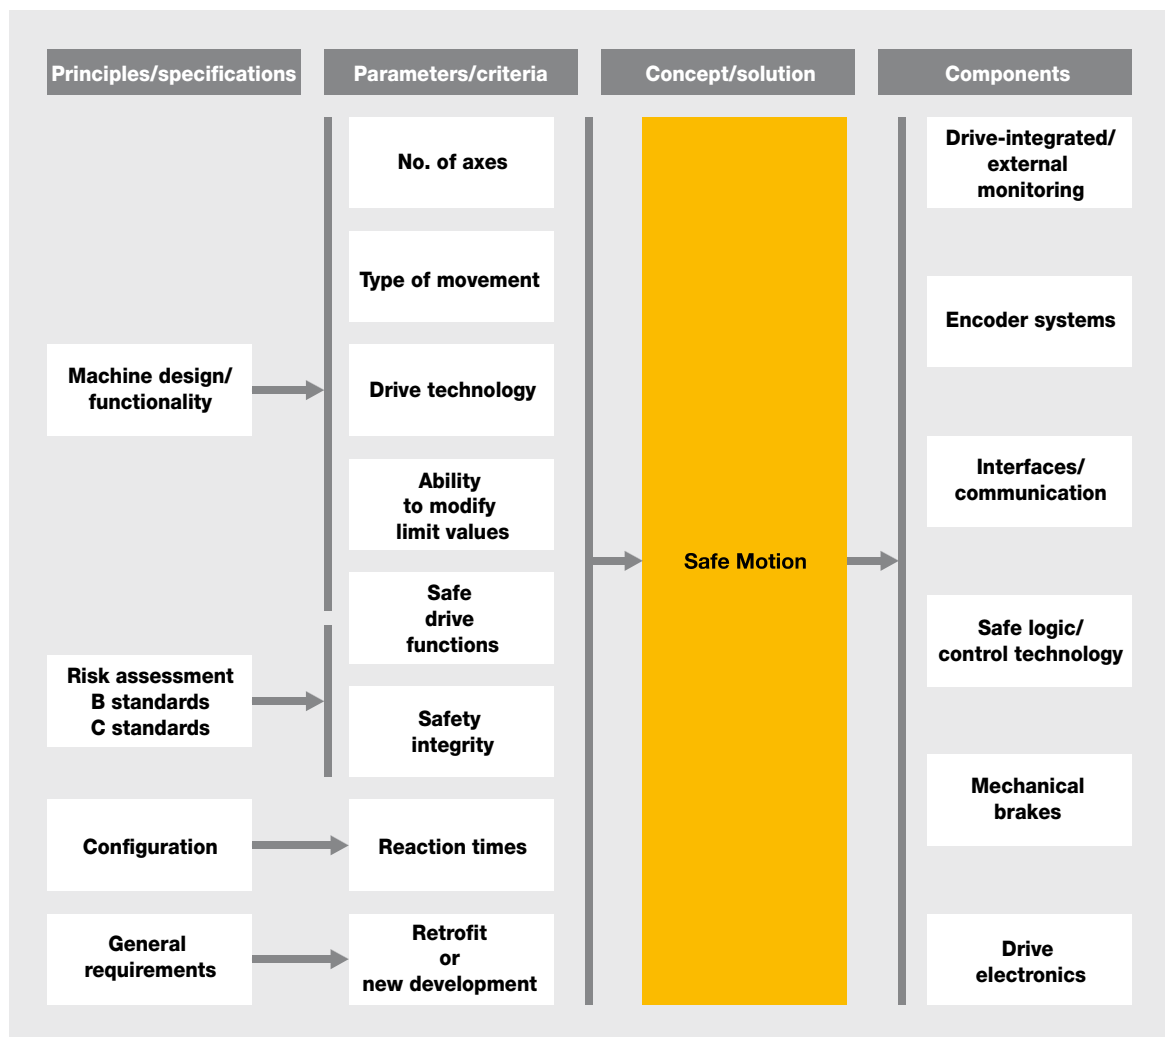 Principles/specifications
Parameters/criteria
Concept/solution
Components
Machine design/
functionality
Risk assessment
B standards
C standards
Configuration
General
requirements
No. of axes
Type of movement
Drive technology
Ability
to modify
limit values
Safe
drive
functions
Safety
integrity
Reaction times
Retrofit
or
new development
Safe Motion
Drive-integrated/
external
monitoring
Encoder systems
Interfaces/
communication
Safe logic/
control technology
Mechanical
brakes
Drive
electronics